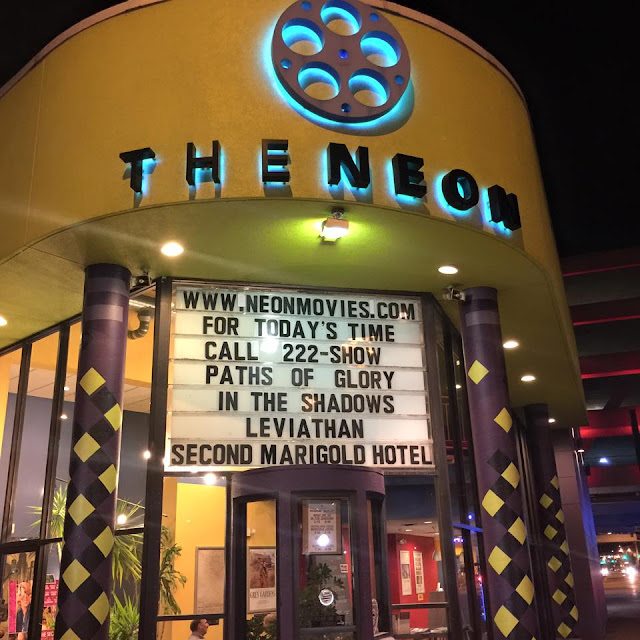 THE NEON
WWW.NEONMOVIES.COM
FOR TODAY'S TIME
CALL 222-SHOW
PATHS OF GLORY
IN THE SHADOWS
LEVIATHAN
SECOND MARIGOLD HOTEL